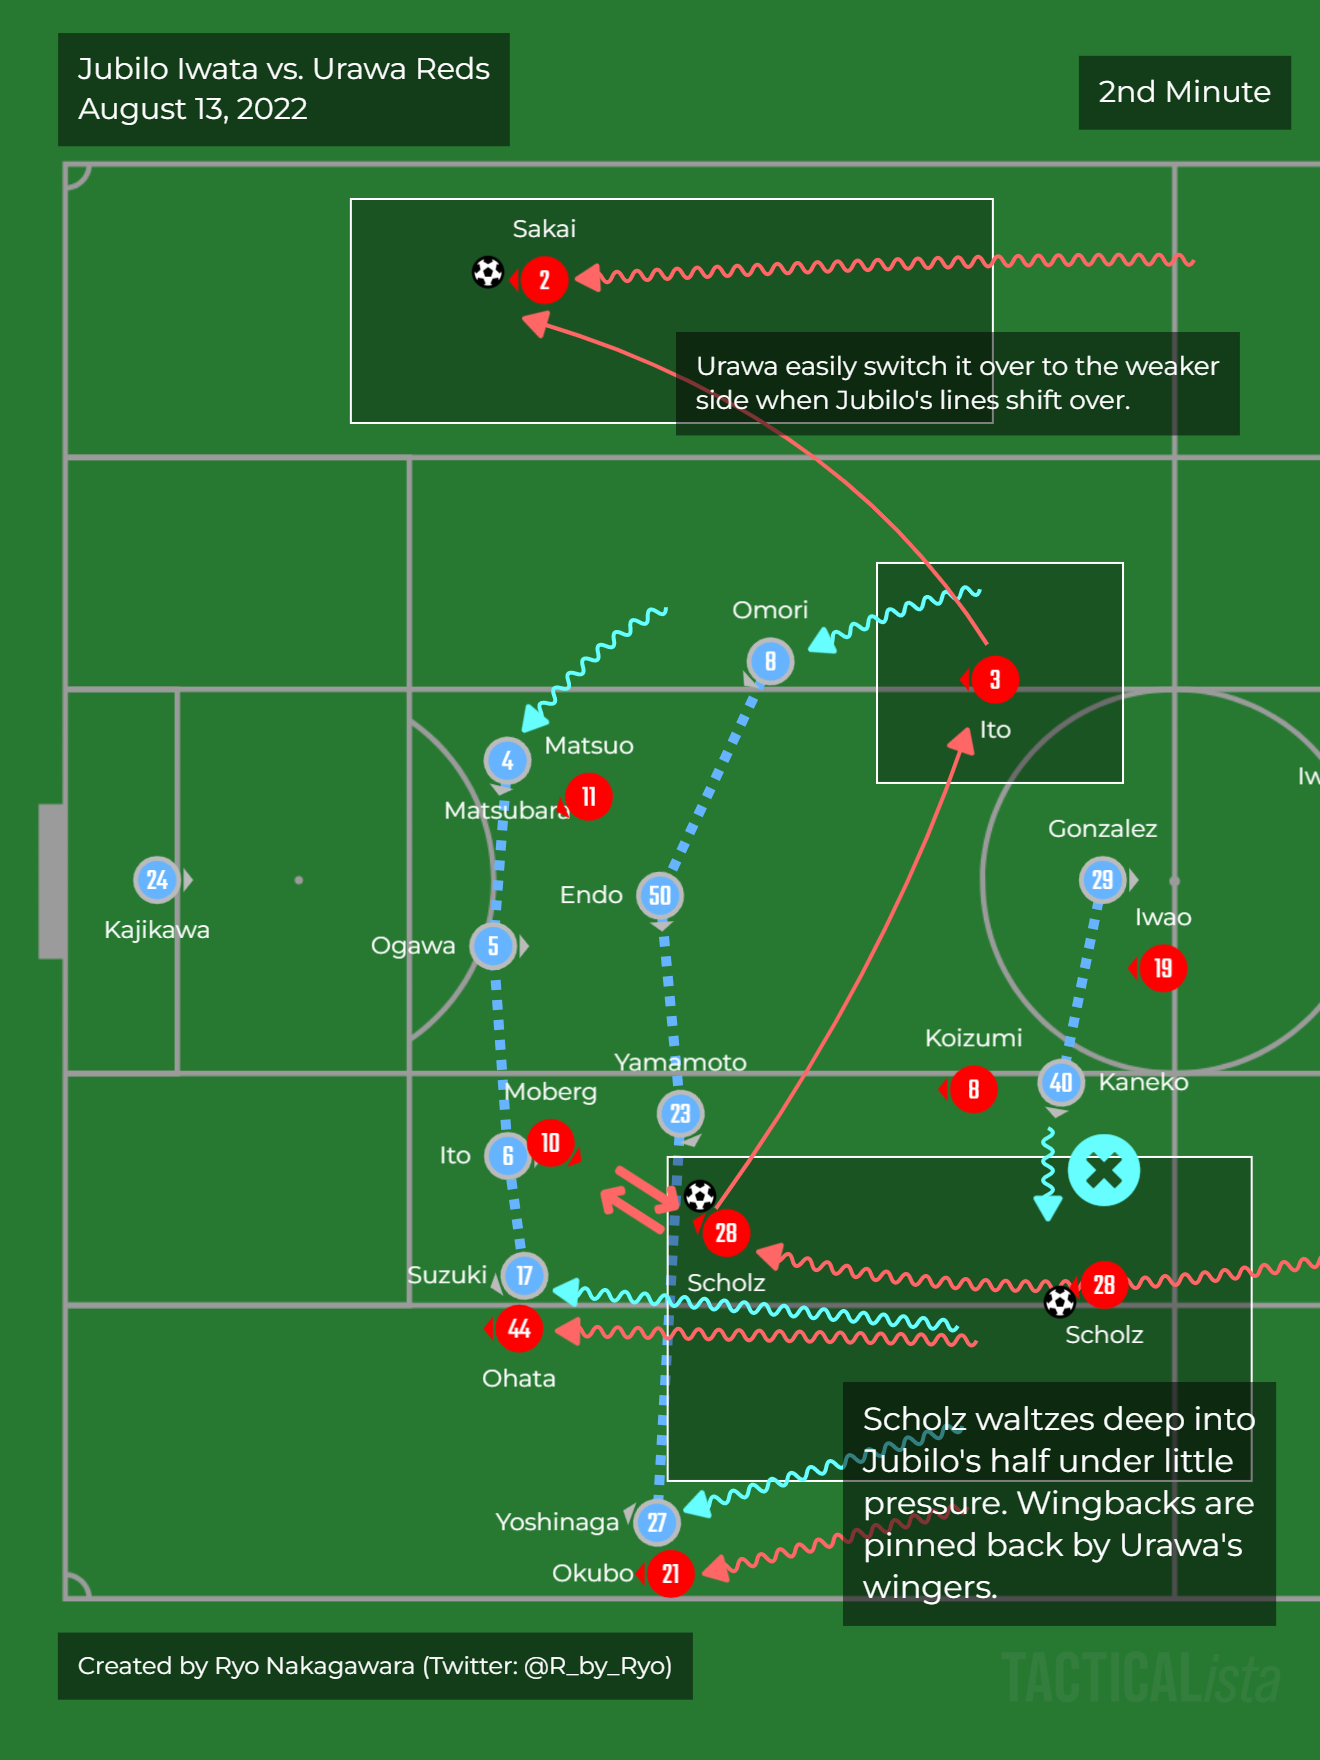 Jubilo Iwata vs. Urawa Reds
August 13, 2022
2nd Minute
Sakai
2
Urawa easily switch it over to the weaker
side when Jubilo's lines shift over.
Omori
8
3
Ito
4
Matsuo
11
Matsubara
Iw
Gonzalez
29
24
Kajikawa
Endo
50
Iwao
19
Ogawa
5
Koizumi
8
Yamamoto
23
40
Kaneko
Moberg
10
Ito
6
28
Scholz
28
Scholz
Suzuki
17
44
Ohata
Scholz waltzes deep into
Jubilo's half under little
pressure. Wingbacks are
pinned back by Urawa's
wingers.
Yoshinaga
27
Okubo
21
Created by Ryo Nakagawara (Twitter: @R_by_Ryo)
TACTICALista